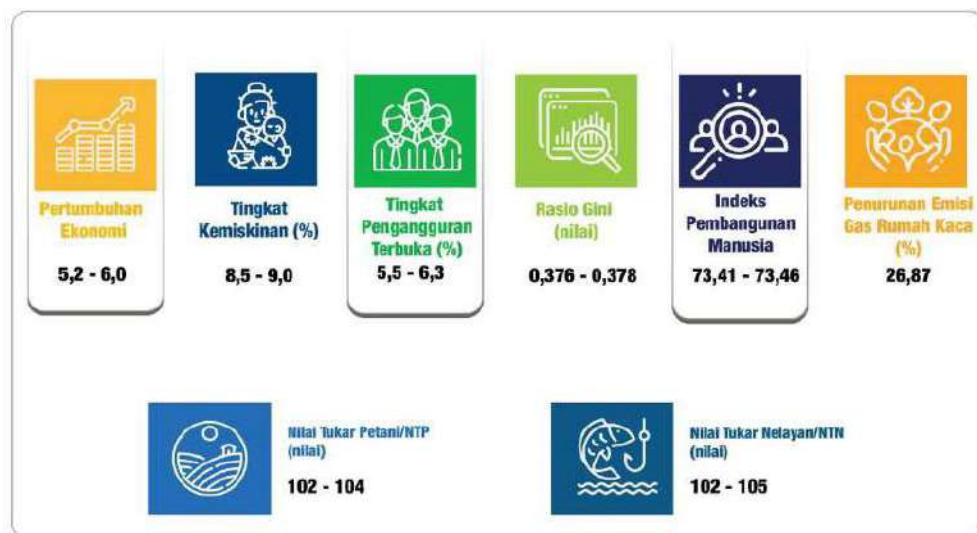 Pertumbuhan
Ekonomi
5,2 - 6,0
Tingkat
Kemiskinan (%)
8,5 - 9,0
Tingkat
Pengangguran
Terbuka (%)
5,5 - 6,3
Rasio Gini
(nilai)
0,376 - 0,378
Indeks
Pembangunan
Manusia
73,41 - 73,46
Penurunan Emisi
Gas Rumah Kaca
(%)
26,87
Nilai Tukar Petani/NTP
(nilai)
102 - 104
Nilai Tukar Nelayan/NTN
(nilai)
102 - 105